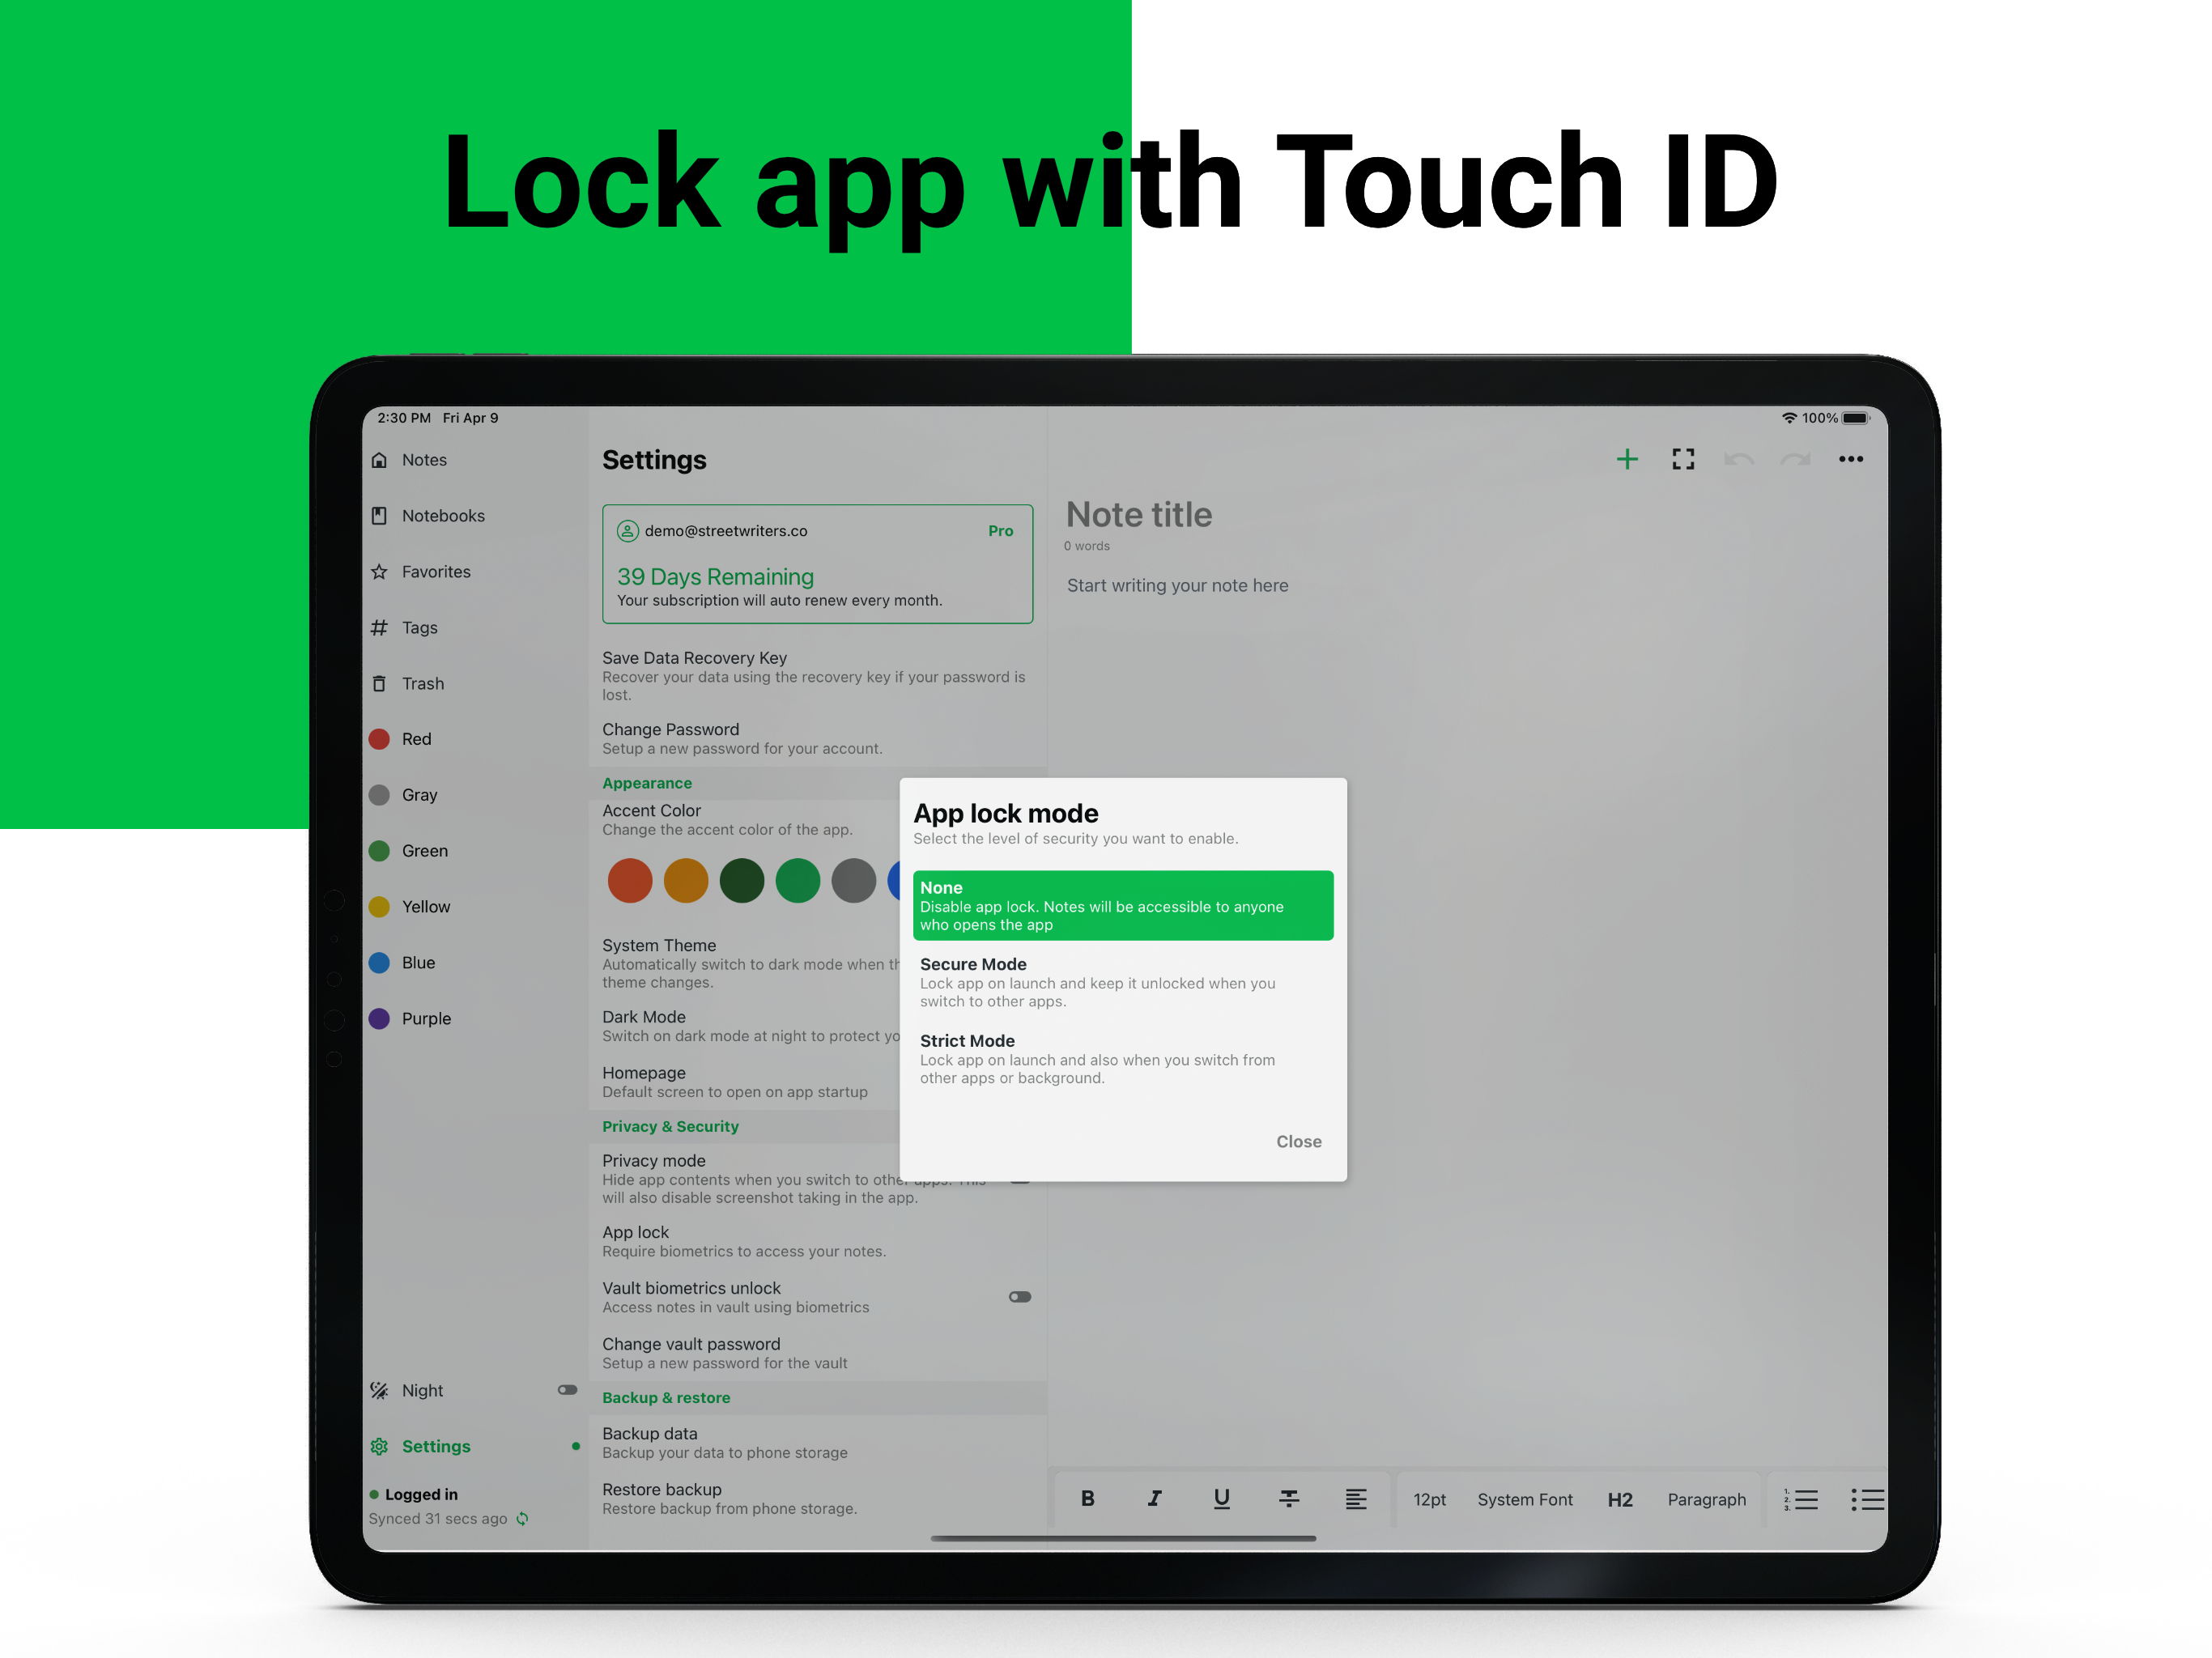 Lock app with Touch ID
2:30 PM Fri Apr 9
100%
Notes
Notebooks
Favorites
Tags
Trash
Red
Gray
Green
Yellow
Blue
Purple
Night
Settings
Logged in
Synced 31 secs ago
Settings
demo@streetwriters.co
Pro
39 Days Remaining
Your subscription will auto renew every month.
Save Data Recovery Key
Recover your data using the recovery key if your password is
lost.
Change Password
Setup a new password for your account.
Appearance
Accent Color
Change the accent color of the app.
System Theme
Automatically switch to dark mode when
theme changes.
Dark Mode
Switch on dark mode at night to protect
Homepage
Default screen to open on app startup
Privacy & Security
Privacy mode
Hide app contents when you switch to other apps. This
will also disable screenshot taking in the app.
App lock
Require biometrics to access your notes.
Vault biometrics unlock
Access notes in vault using biometrics
Change vault password
Setup a new password for the vault
Backup & restore
Backup data
Backup your data to phone storage
Restore backup
Restore backup from phone storage.
App lock mode
Select the level of security you want to enable.
None
Disable app lock. Notes will be accessible to anyone
who opens the app
Secure Mode
Lock app on launch and keep it unlocked when you
switch to other apps.
Strict Mode
Lock app on launch and also when you switch from
other apps or background.
Close
Note title
0 words
Start writing your note here
B I U 12pt System Font H2 Paragraph